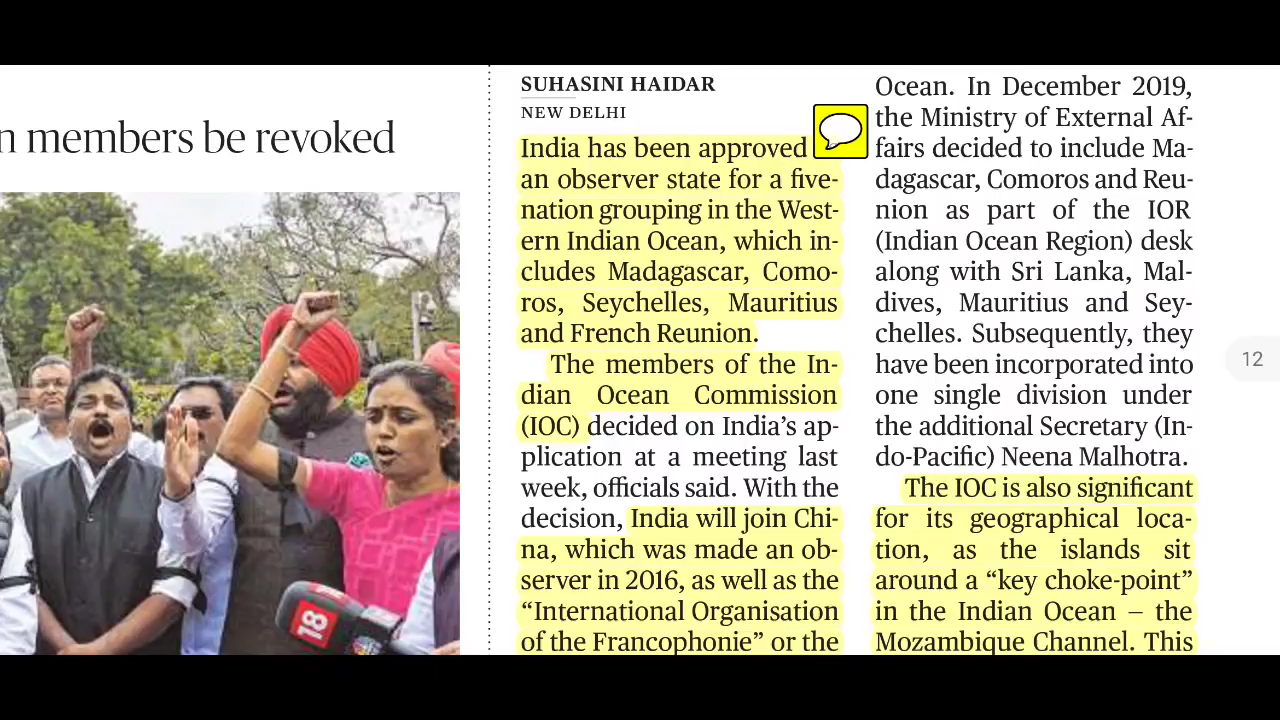 n members be revoked
18
SUHASINI HAIDAR
NEW DELHI
India has been approved
an observer state for a five-
nation grouping in the West-
ern Indian Ocean, which in-
cludes Madagascar, Como-
ros, Seychelles, Mauritius
and French Reunion.
The members of the In-
dian Ocean Commission
(IOC) decided on India’s ap-
plication at a meeting last
week, officials said. With the
decision, India will join Chi-
na, which was made an ob-
server in 2016, as well as the
“International Organisation
of the Francophonie” or the
Ocean. In December 2019,
the Ministry of External Af-
fairs decided to include Ma-
dagascar, Comoros and Reu-
nion as part of the IOR
(Indian Ocean Region) desk
along with Sri Lanka, Mal-
dives, Mauritius and Sey-
chelles. Subsequently, they
have been incorporated into
one single division under
the additional Secretary (In-
do-Pacific) Neena Malhotra.
The IOC is also significant
for its geographical loca-
tion, as the islands sit
around a “key choke-point”
in the Indian Ocean – the
Mozambique Channel. This
12